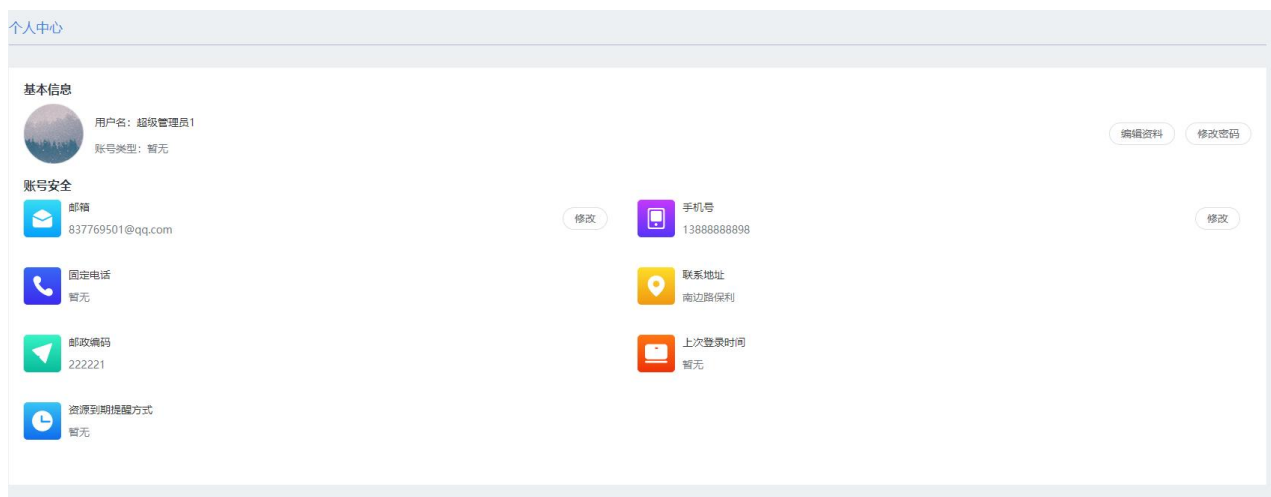 个人中心
基本信息
用户名：超级管理员1
账号类型：暂无
编辑资料
修改密码
账号安全
邮箱
837769501@qq.com
修改
手机号
13888888898
修改
固定电话
暂无
联系地址
南边路保利
邮政编码
222221
上次登录时间
暂无
资源到期提醒方式
暂无